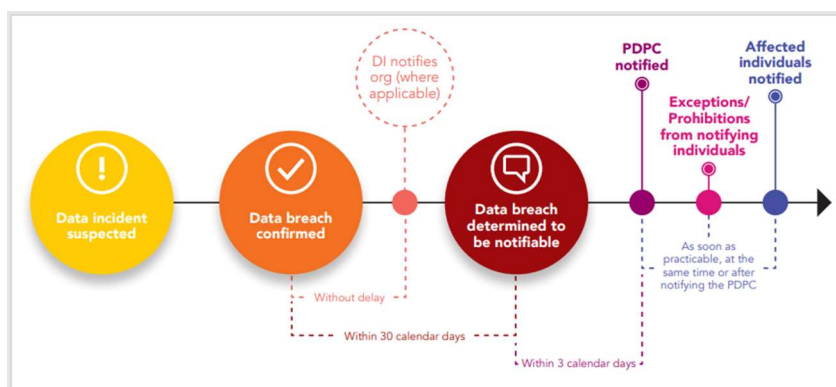 DI notifies
org (where
applicable)
PDPC
notified
Affected
individuals
notified
Exceptions/
Prohibitions
from notifying
individuals
Data incident
suspected
Data breach
confirmed
Data breach
determined to
be notifiable
As soon as
practicable, at the
same time or after
notifying the PDPC
Without delay
Within 30 calendar days
Within 3 calendar days